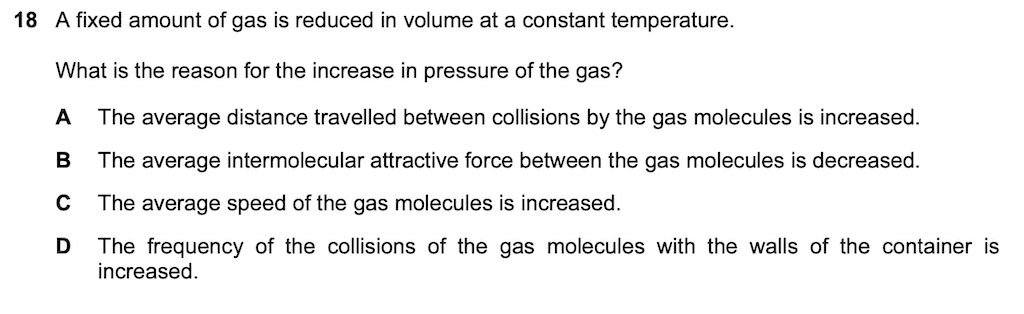 18 A fixed amount of gas is reduced in volume at a constant temperature.
What is the reason for the increase in pressure of the gas?
A The average distance travelled between collisions by the gas molecules is increased.
B The average intermolecular attractive force between the gas molecules is decreased.
C The average speed of the gas molecules is increased.
D The frequency of the collisions of the gas molecules with the walls of the container is
increased.